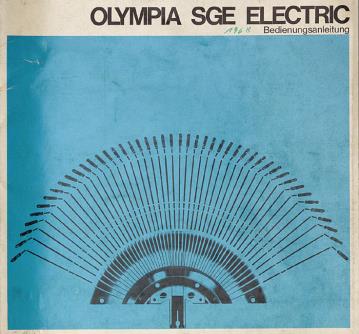 OLYMPIA SGE ELECTRIC
Bedienungsanleitung